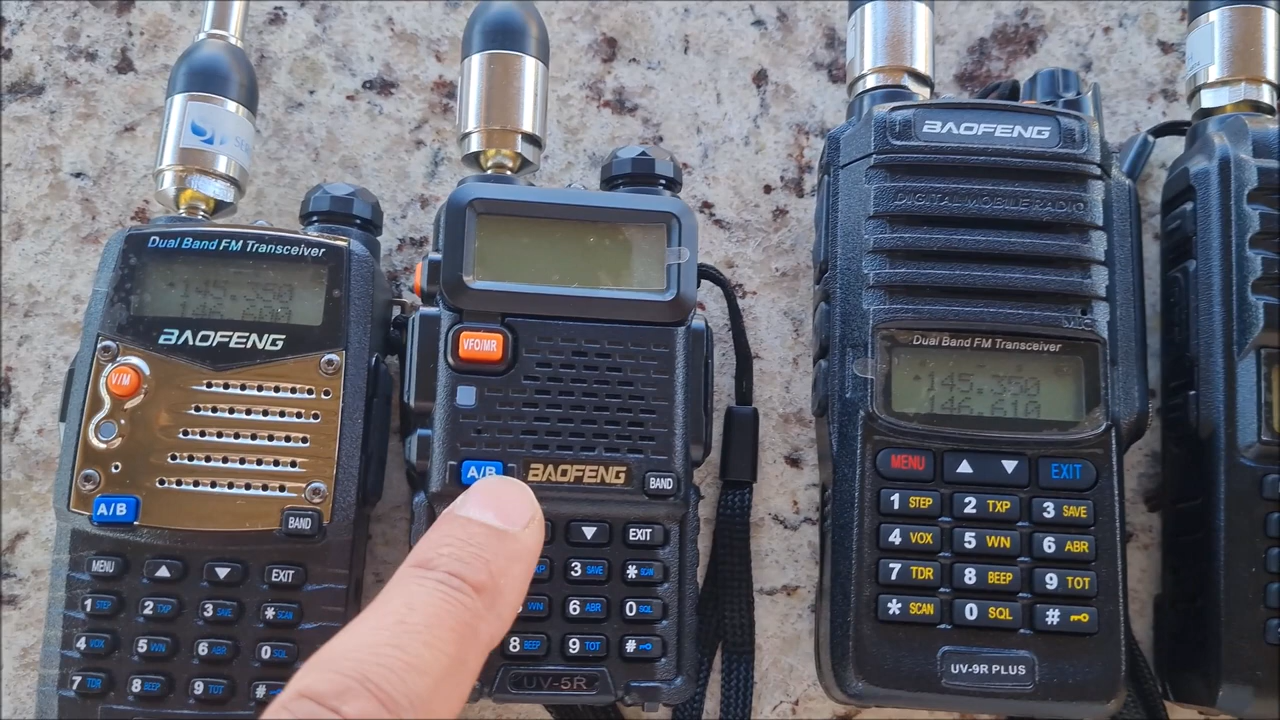 Dual Band FM Transceiver
145.350
146.600
BAOFENG
V/M
A/B
BAND
MENU ▲ ▼ EXIT
1 STEP 2 TXP 3 SAVE * SCAN
4 VOX 5 WN 6 ABR 0 SQL
7 TDR 8 BEEP 9 TOT #
VFO/MR
A/B BAOFENG BAND
▼ EXIT
3 SAVE * SCAN
WN 6 ABR 0 SQL
8 BEEP 9 TOT #
UV-5R
BAOFENG
DIGITAL MOBILE RADIO
MIC
Dual Band FM Transceiver
145.350
146.610
MENU ▲ ▼ EXIT
1 STEP 2 TXP 3 SAVE
4 VOX 5 WN 6 ABR
7 TDR 8 BEEP 9 TOT
* SCAN 0 SQL #
UV-9R PLUS